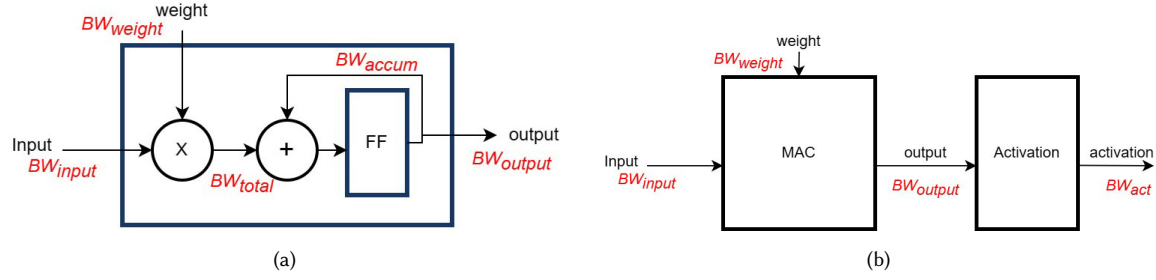 weight
BWweight
BWaccum
Input
BWinput
X
BWtotal
+
FF
output
BWoutput
(a)
weight
BWweight
Input
BWinput
MAC
output
BWoutput
Activation
activation
BWact
(b)